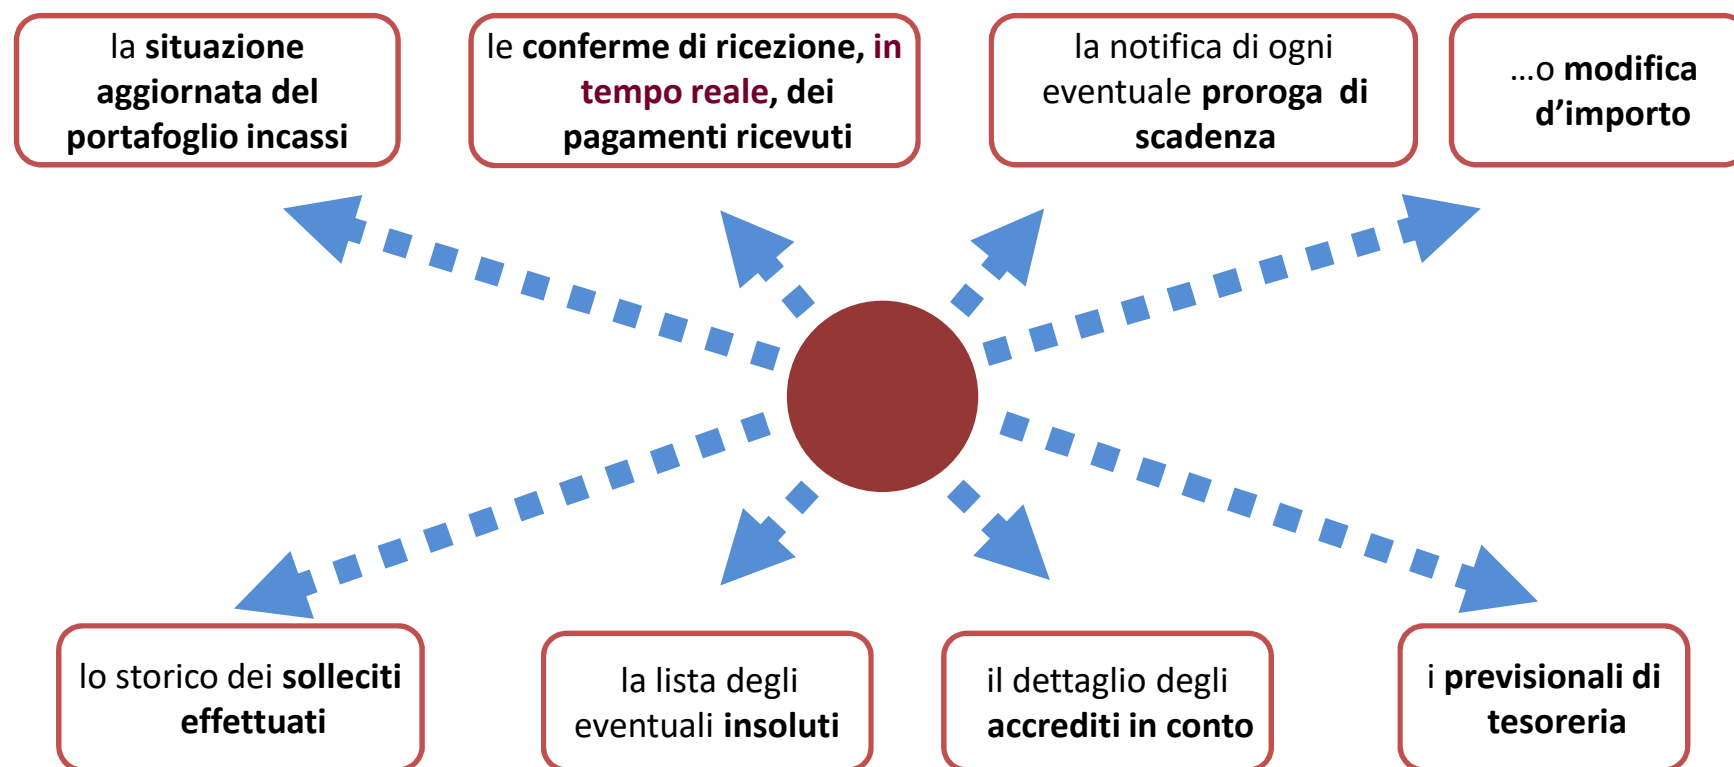 la situazione
aggiornata del
portafoglio incassi
le conferme di ricezione, in
tempo reale, dei
pagamenti ricevuti
la notifica di ogni
eventuale proroga  di
scadenza
...o modifica
d’importo
lo storico dei solleciti
effettuati
la lista degli
eventuali insoluti
il dettaglio degli
accrediti in conto
i previsionali di
tesoreria